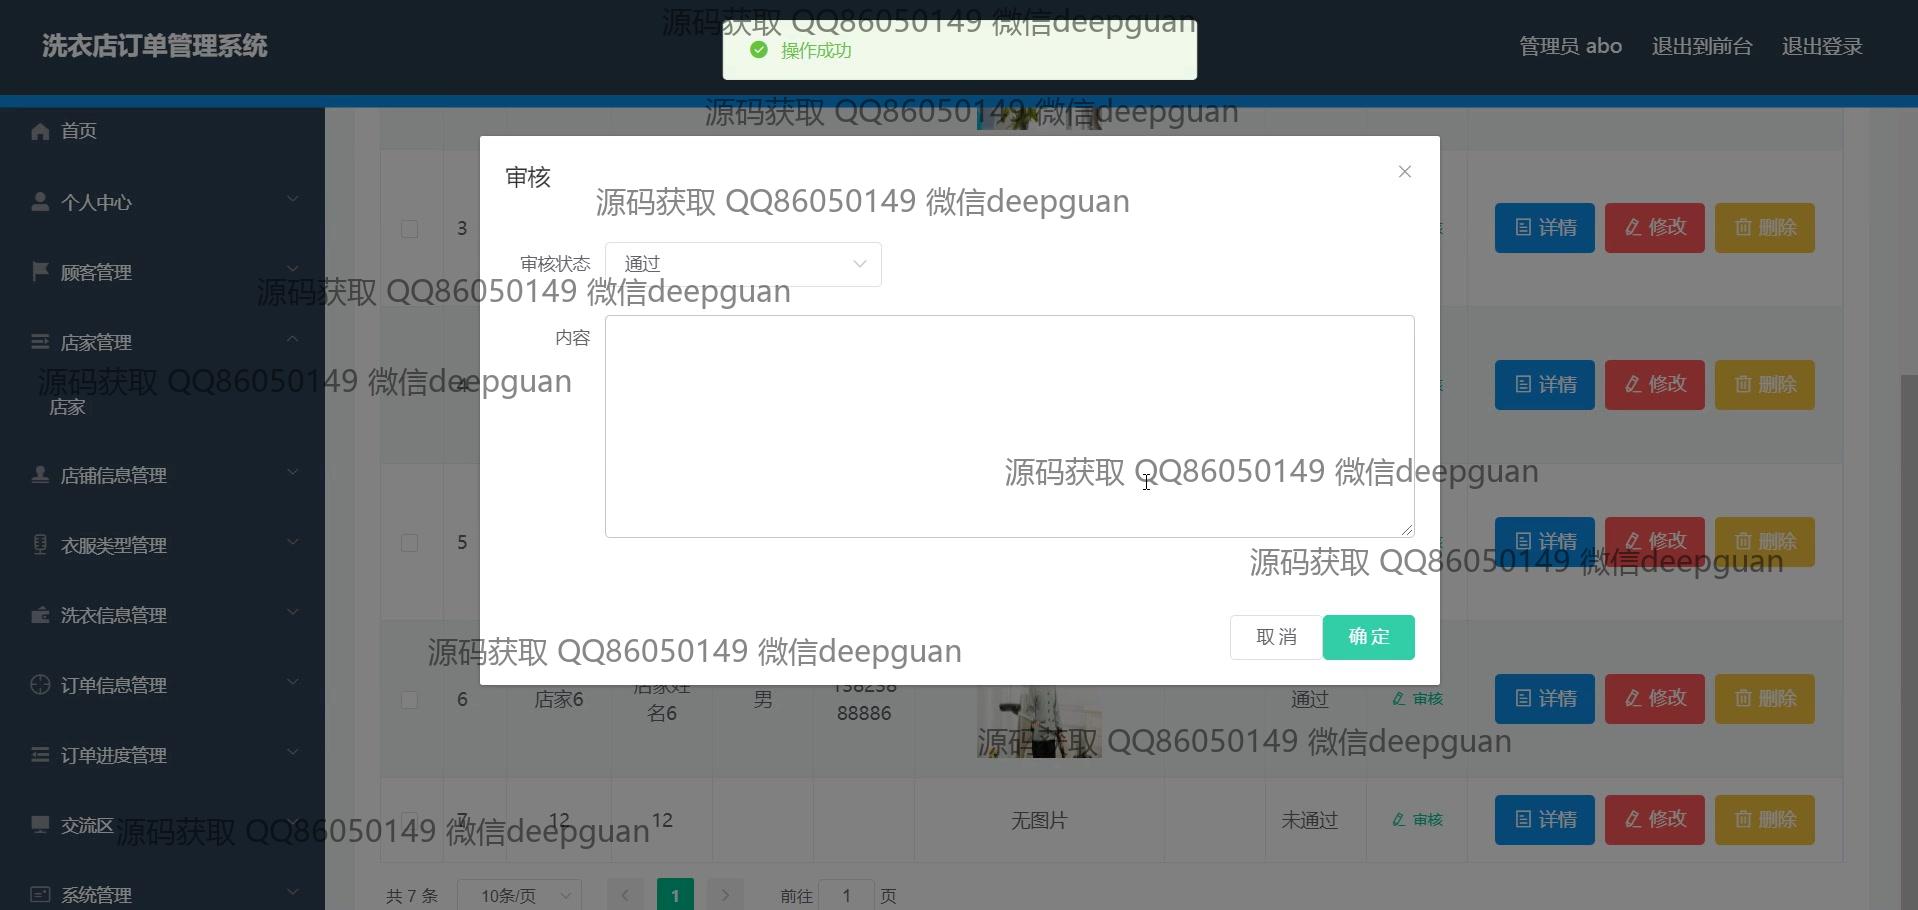 源码获取 QQ86050149 微信deepguan
洗衣店订单管理系统
操作成功
管理员 abo
退出到前台
退出登录
源码获取 QQ86050149 微信deepguan
首页
个人中心
顾客管理
店家管理
店家
店铺信息管理
衣服类型管理
洗衣信息管理
订单信息管理
订单进度管理
交流区
系统管理
审核
源码获取 QQ86050149 微信deepguan
审核状态
通过
源码获取 QQ86050149 微信deepguan
内容
源码获取 QQ86050149 微信deepguan
源码获取 QQ86050149 微信deepguan
源码获取 QQ86050149 微信deepguan
取消
确定
源码获取 QQ86050149 微信deepguan
3
详情
修改
删除
4
详情
修改
删除
5
详情
修改
删除
6
店家6
店家姓
名6
男
138238
88886
通过
审核
详情
修改
删除
源码获取 QQ86050149 微信deepguan
7
12
12
无图片
未通过
审核
详情
修改
删除
源码获取 QQ86050149 微信deepguan
共 7 条
10条/页
1
前往
1
页